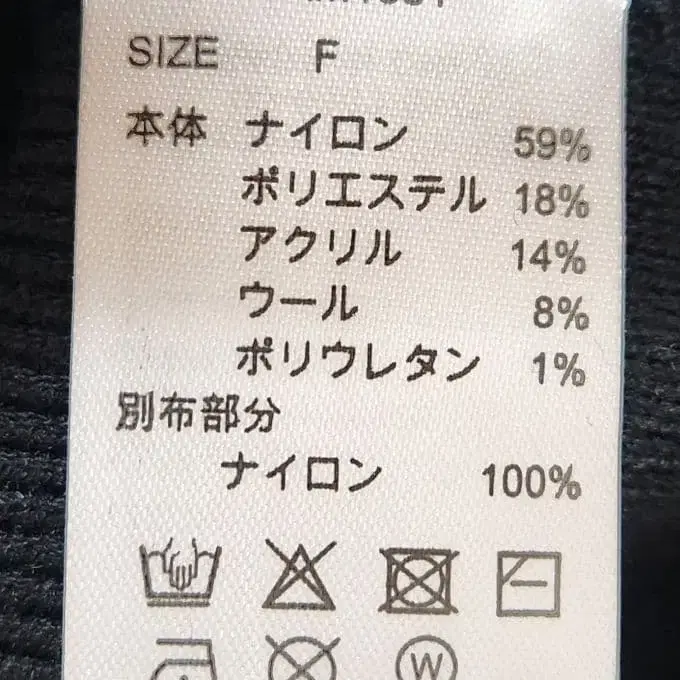 SIZE F
本体 ナイロン 59%
ポリエステル 18%
アクリル 14%
ウール 8%
ポリウレタン 1%
別布部分
ナイロン 100%
W